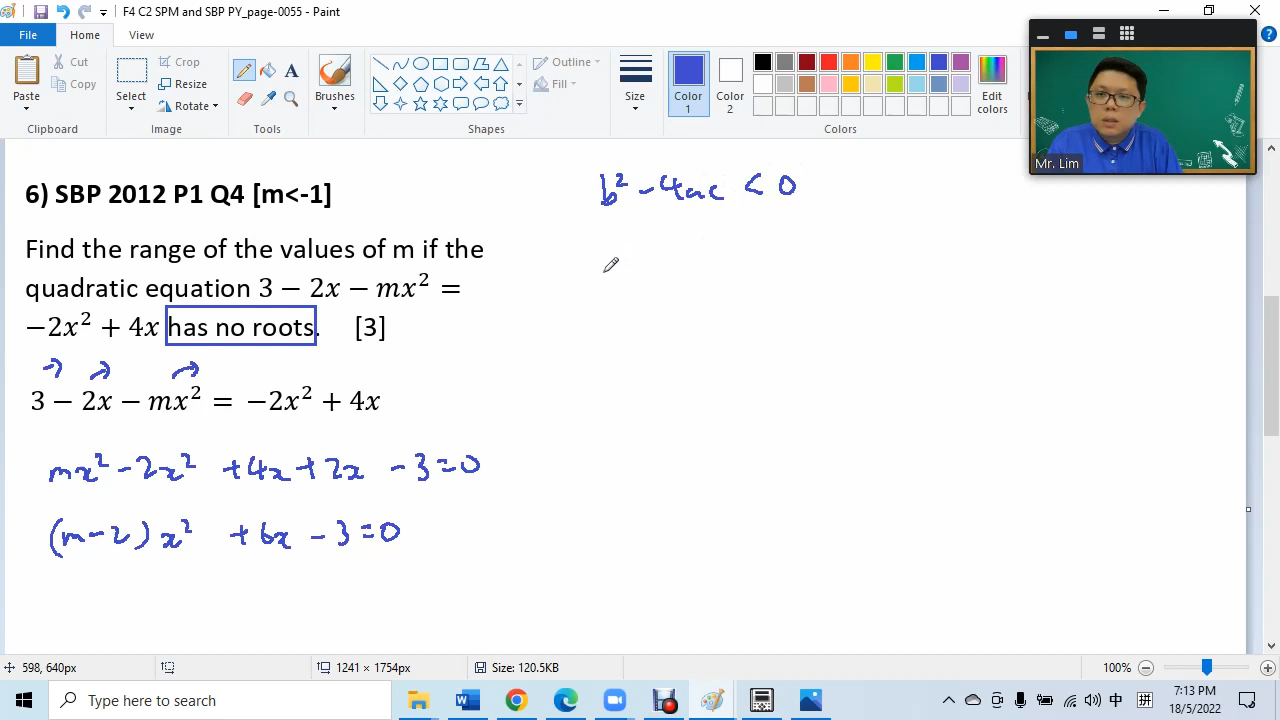 F4 C2 SPM and SBP PY_page-0055 - Paint
File Home View
Paste Cut Copy Clipboard
Select Crop Resize Rotate Image
Tools
Brushes
Outline Fill Shapes
Size
Color 1 Color 2 Edit colors Colors
Mr. Lim
6) SBP 2012 P1 Q4 [m<-1]
b² - 4ac < 0
Find the range of the values of m if the
quadratic equation 3 − 2x − mx² =
−2x² + 4x has no roots. [3]
3 − 2x − mx² = −2x² + 4x
mx² - 2x² + 4x + 2x - 3 = 0
(m - 2) x² + 6x - 3 = 0
598, 640px 1241 × 1754px Size: 120.5KB 100%
Type here to search
中 拼 7:13 PM
18/5/2022